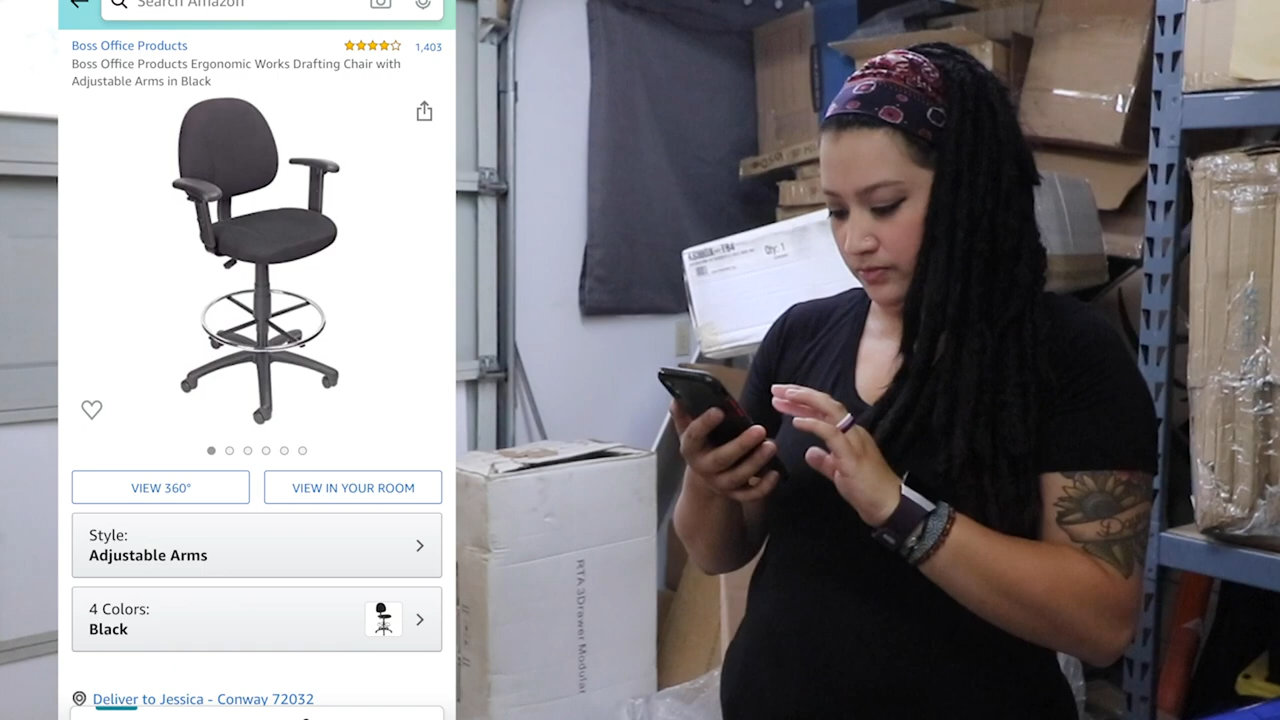 Search Amazon
Boss Office Products
1,403
Boss Office Products Ergonomic Works Drafting Chair with
Adjustable Arms in Black
VIEW 360°
VIEW IN YOUR ROOM
Style:
Adjustable Arms
4 Colors:
Black
Deliver to Jessica - Conway 72032
Qty: 1
RTA 3Drawer Modular